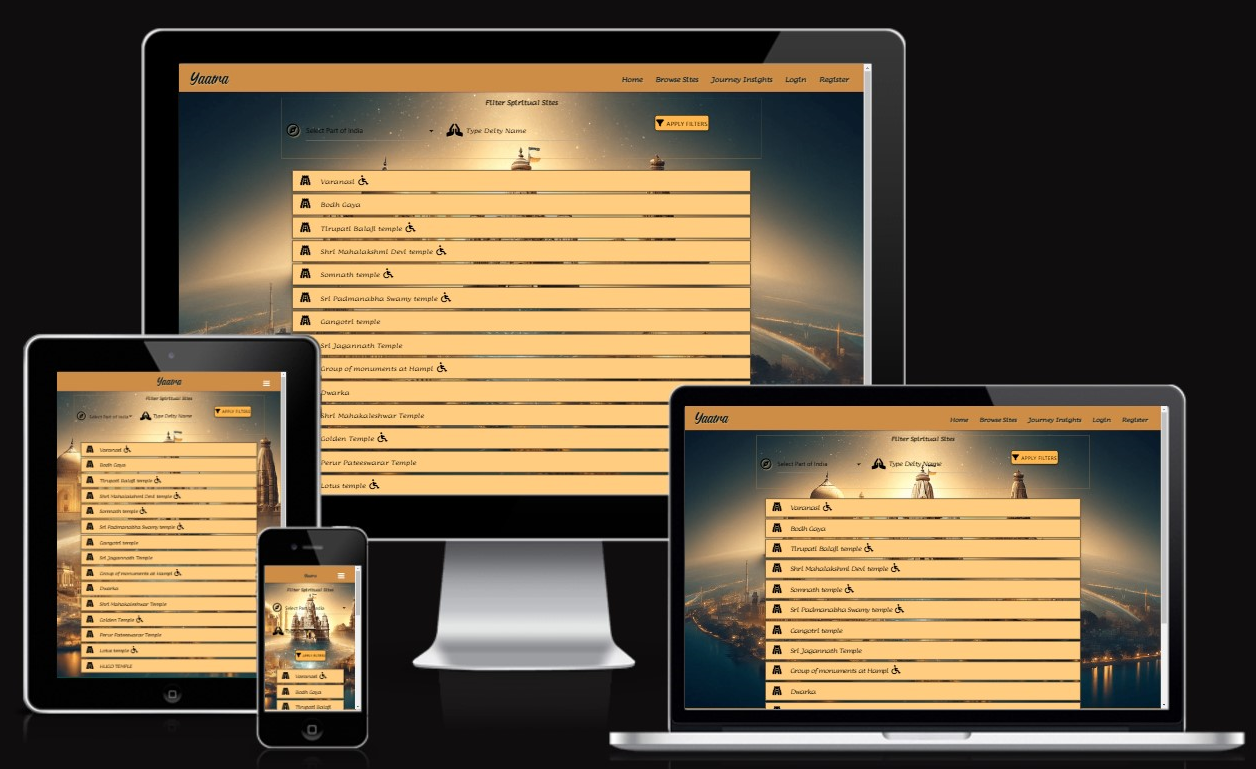 Yaatra
Home Browse Sites Journey Insights Login Register
Filter Spiritual Sites
Select Part of India
Type Deity Name
APPLY FILTERS
Varanasi
Bodh Gaya
Tirupati Balaji temple
Shri Mahalakshmi Devi temple
Somnath temple
Sri Padmanabha Swamy temple
Gangotri temple
Sri Jagannath Temple
Group of monuments at Hampi
Dwarka
Shri Mahakaleshwar Temple
Golden Temple
Perur Pateeswarar Temple
Lotus temple
Yaatra
Filter Spiritual Sites
Select Part of India
Type Deity Name
APPLY FILTERS
Varanasi
Bodh Gaya
Tirupati Balaji temple
Shri Mahalakshmi Devi temple
Somnath temple
Sri Padmanabha Swamy temple
Gangotri temple
Sri Jagannath Temple
Group of monuments at Hampi
Dwarka
Shri Mahakaleshwar Temple
Golden Temple
Perur Pateeswarar Temple
Lotus temple
Yaatra
Filter Spiritual Sites
Select Part of India
APPLY FILTERS
Varanasi
Bodh Gaya
Tirupati Balaji
Yaatra
Home Browse Sites Journey Insights Login Register
Filter Spiritual Sites
Select Part of India
Type Deity Name
APPLY FILTERS
Varanasi
Bodh Gaya
Tirupati Balaji temple
Shri Mahalakshmi Devi temple
Somnath temple
Sri Padmanabha Swamy temple
Gangotri temple
Sri Jagannath Temple
Group of monuments at Hampi
Dwarka